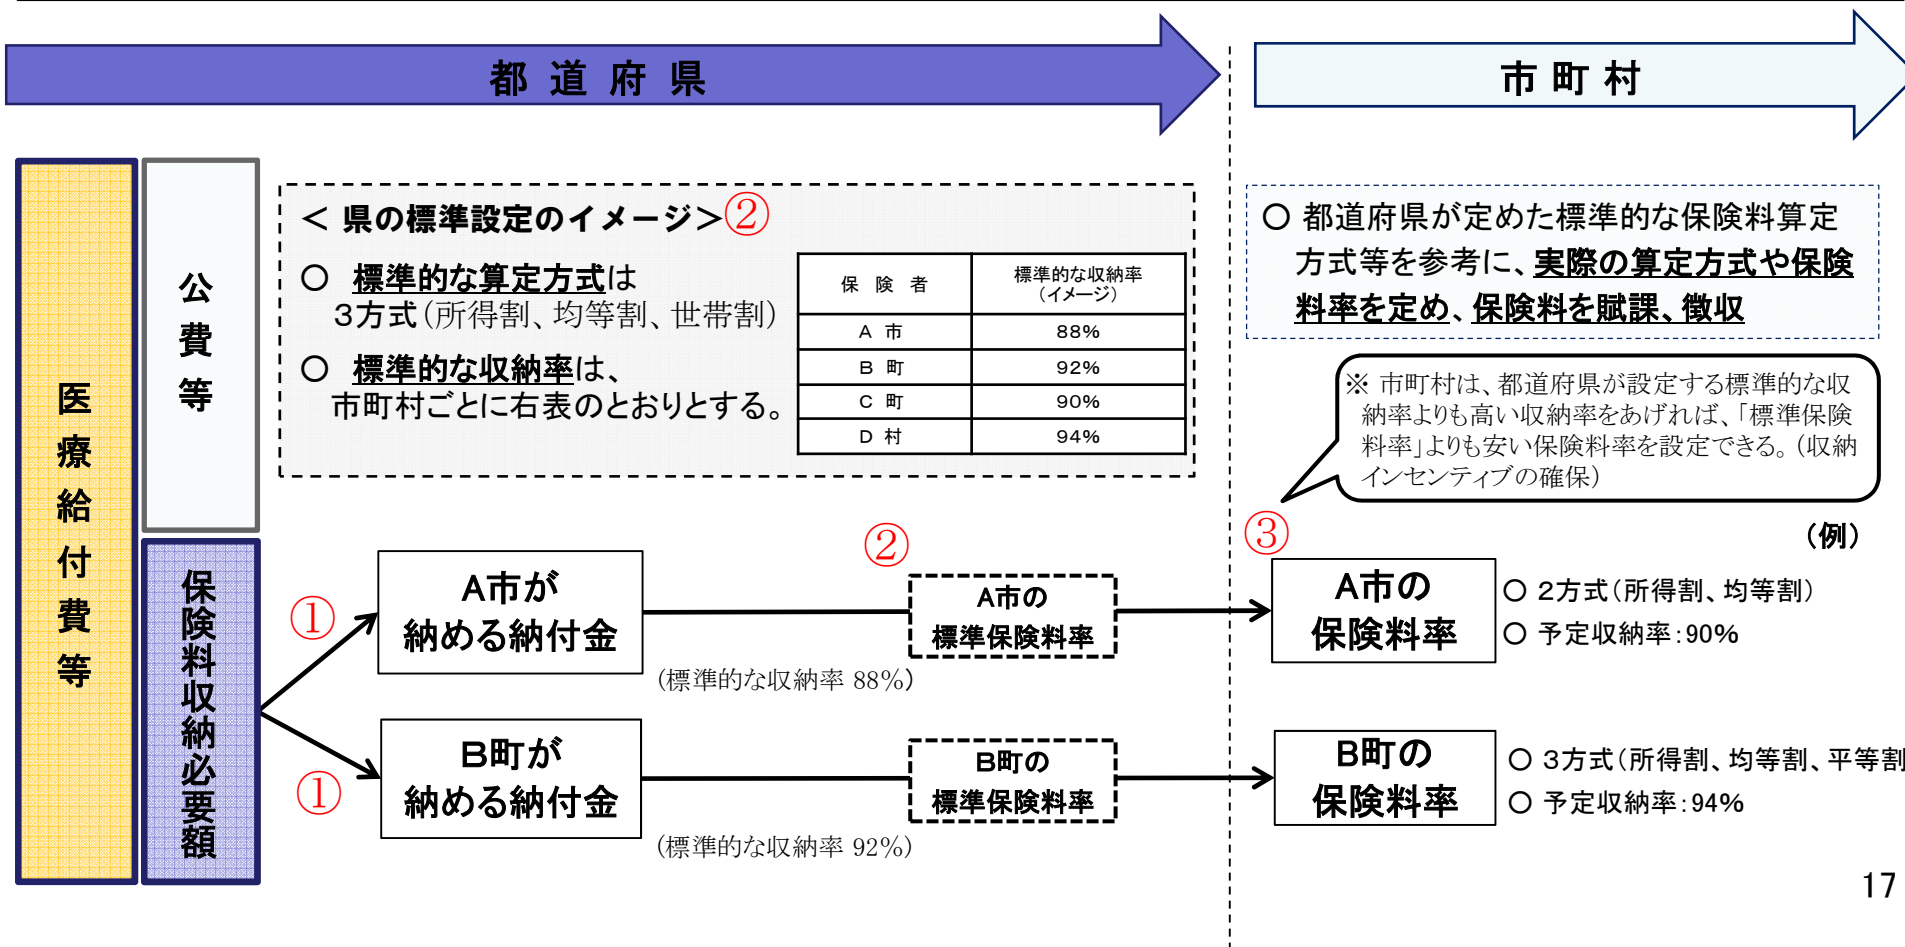 都道府県
市町村
医療給付費等
公費等
保険料収納必要額
＜県の標準設定のイメージ＞②
○ 標準的な算定方式は
３方式（所得割、均等割、世帯割）
○ 標準的な収納率は、
市町村ごとに右表のとおりとする。
保険者 標準的な収納率
（イメージ）
Ａ市 88%
Ｂ町 92%
Ｃ町 90%
Ｄ村 94%
○ 都道府県が定めた標準的な保険料算定
方式等を参考に、実際の算定方式や保険
料率を定め、保険料を賦課、徴収
※ 市町村は、都道府県が設定する標準的な収
納率よりも高い収納率をあげれば、「標準保険
料率」よりも安い保険料率を設定できる。（収納
インセンティブの確保）
（例）
①
Ａ市が
納める納付金
（標準的な収納率 88％）
②
Ａ市の
標準保険料率
③
Ａ市の
保険料率
○ ２方式（所得割、均等割）
○ 予定収納率：90%
①
Ｂ町が
納める納付金
（標準的な収納率 92％）
Ｂ町の
標準保険料率
Ｂ町の
保険料率
○ ３方式（所得割、均等割、平等割
○ 予定収納率：94%
17